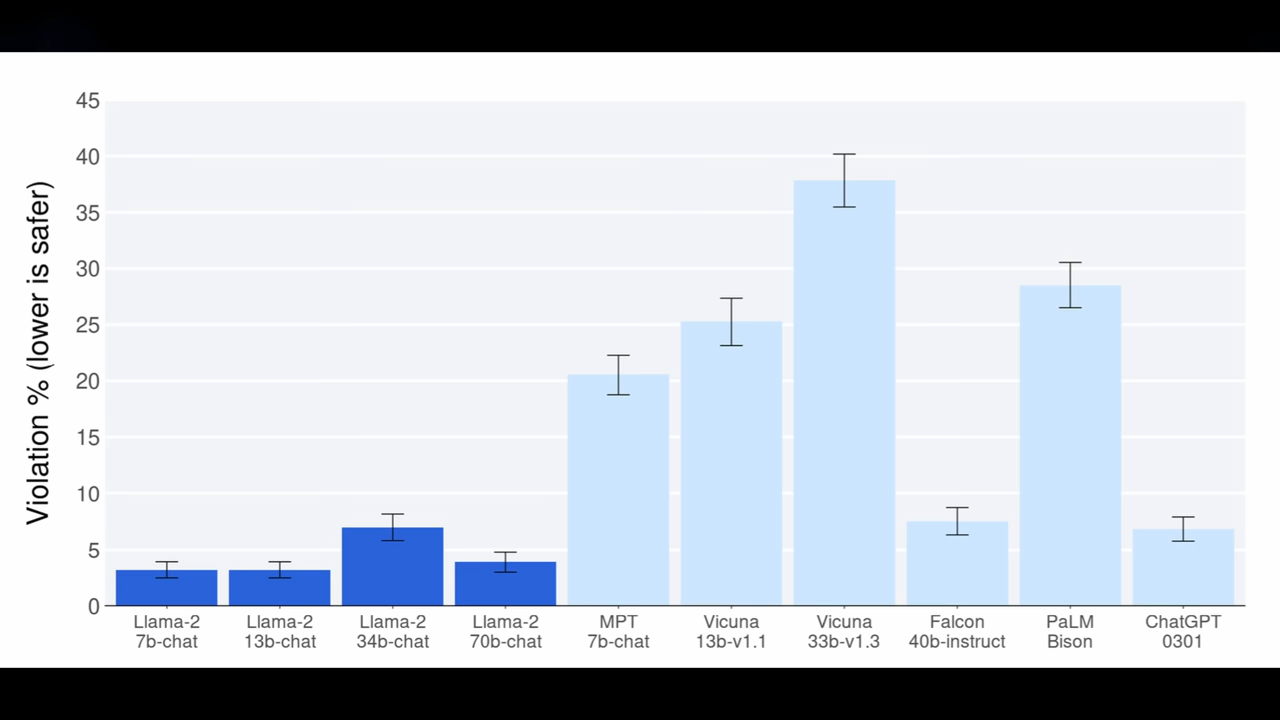 Violation % (lower is safer)
45
40
35
30
25
20
15
10
5
0
Llama-2
7b-chat
Llama-2
13b-chat
Llama-2
34b-chat
Llama-2
70b-chat
MPT
7b-chat
Vicuna
13b-v1.1
Vicuna
33b-v1.3
Falcon
40b-instruct
PaLM
Bison
ChatGPT
0301